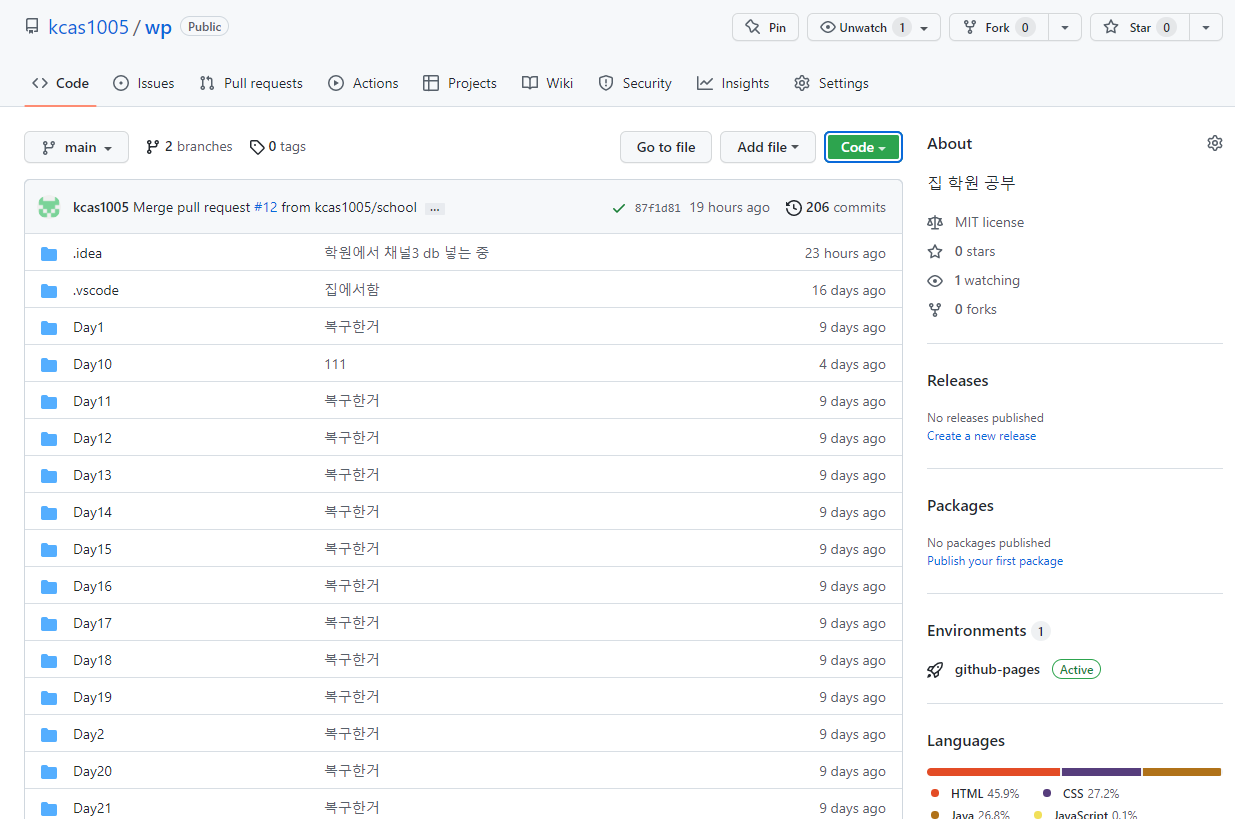 kcas1005 / wp Public
Pin Unwatch 1 Fork 0 Star 0
Code Issues Pull requests Actions Projects Wiki Security Insights Settings
main 2 branches 0 tags Go to file Add file Code
kcas1005 Merge pull request #12 from kcas1005/school ... 87f1d81 19 hours ago 206 commits
.idea 학원에서 채널3 db 넣는 중 23 hours ago
.vscode 집에서함 16 days ago
Day1 복구한거 9 days ago
Day10 111 4 days ago
Day11 복구한거 9 days ago
Day12 복구한거 9 days ago
Day13 복구한거 9 days ago
Day14 복구한거 9 days ago
Day15 복구한거 9 days ago
Day16 복구한거 9 days ago
Day17 복구한거 9 days ago
Day18 복구한거 9 days ago
Day19 복구한거 9 days ago
Day2 복구한거 9 days ago
Day20 복구한거 9 days ago
Day21 복구한거 9 days ago
About
집 학원 공부
MIT license
0 stars
1 watching
0 forks
Releases
No releases published
Create a new release
Packages
No packages published
Publish your first package
Environments 1
github-pages Active
Languages
HTML 45.9% CSS 27.2%
Java 26.8% JavaScript 0.1%